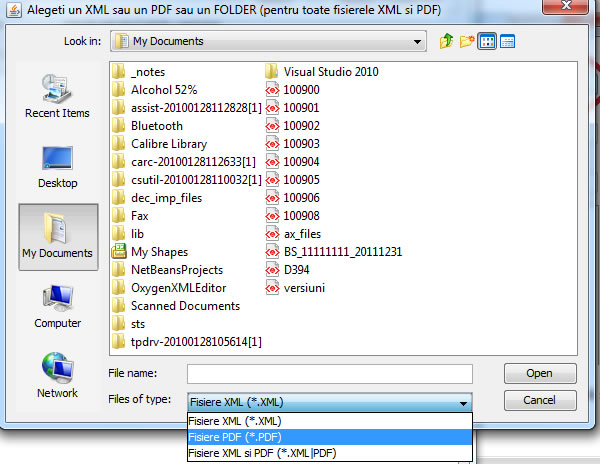 Alegeti un XML sau un PDF sau un FOLDER (pentru toate fisierele XML si PDF)
Look in:
My Documents
Recent Items
Desktop
My Documents
Computer
Network
_notes
Alcohol 52%
assist-20100128112828[1]
Bluetooth
Calibre Library
carc-20100128112633[1]
csutil-20100128110032[1]
dec_imp_files
Fax
lib
My Shapes
NetBeansProjects
OxygenXMLEditor
Scanned Documents
sts
tpdrv-20100128105614[1]
Visual Studio 2010
100900
100901
100902
100903
100904
100905
100906
100908
ax_files
BS_11111111_20111231
D394
versiuni
File name:
Open
Files of type:
Fisiere XML (*.XML)
Cancel
Fisiere XML (*.XML)
Fisiere PDF (*.PDF)
Fisiere XML si PDF (*.XML|PDF)